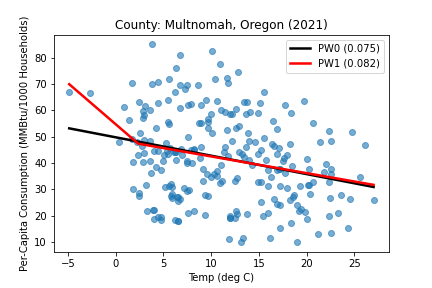 County: Multnomah, Oregon (2021)
PW0 (0.075)
PW1 (0.082)
Per-Capita Consumption (MMBtu/1000 Households)
80
70
60
50
40
30
20
10
−5 0 5 10 15 20 25
Temp (deg C)